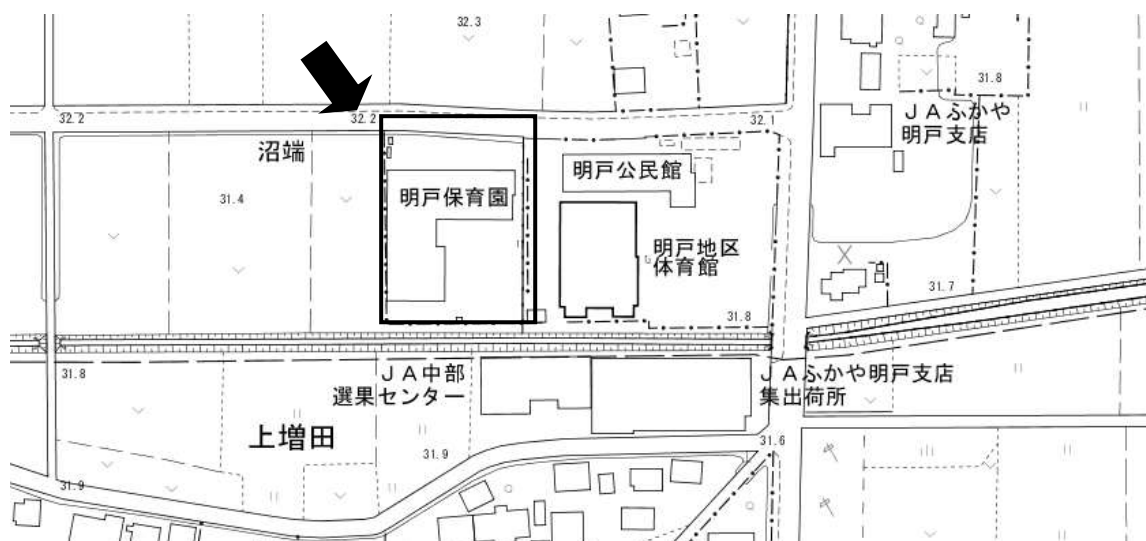 32.3
31.8
32.2
32.2
32.1
JAふかや
明戸支店
沼端
明戸公民館
31.4
明戸保育園
明戸地区
体育館
31.7
31.8
31.8
JA中部
選果センター
JAふかや明戸支店
集出荷所
上増田
31.9
31.6
31.9